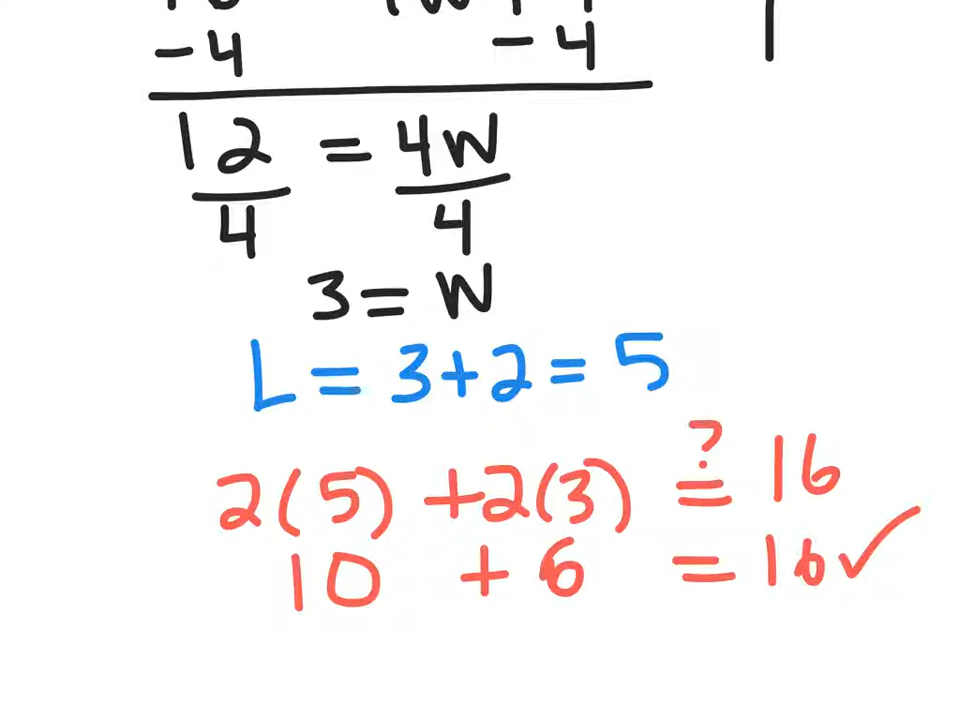 -4 -4
12 = 4W
4 4
3 = W
L = 3+2 = 5
?
2(5) +2(3) = 16
10 + 6 = 16✓